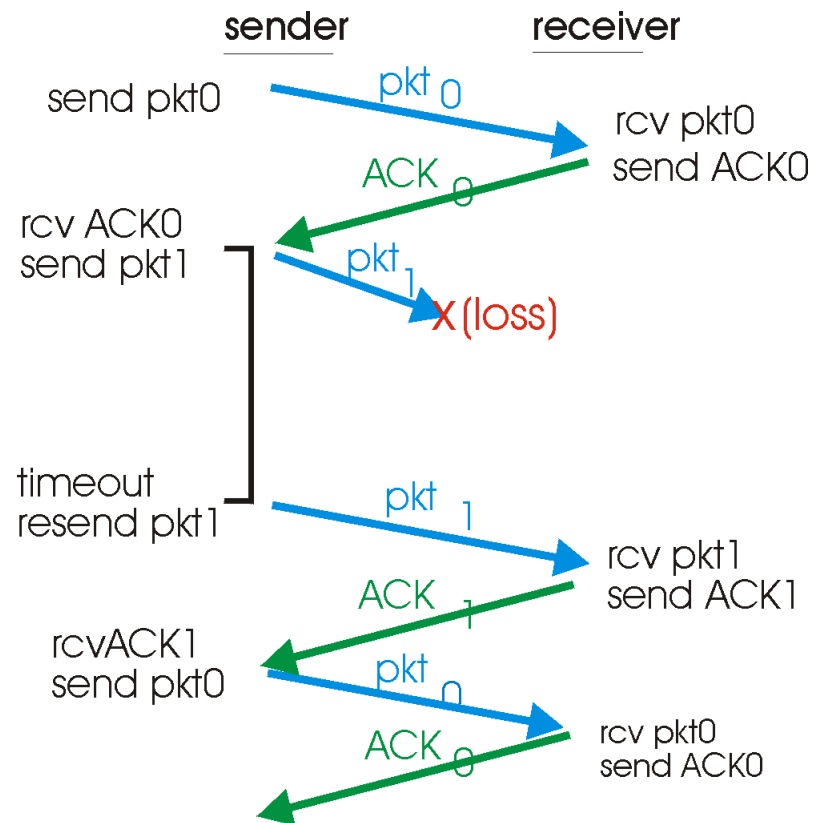 sender
receiver
send pkt0
pkt 0
rcv pkt0
send ACK0
ACK 0
rcv ACK0
send pkt1
pkt 1
X (loss)
timeout
resend pkt1
pkt 1
rcv pkt1
send ACK1
ACK 1
rcvACK1
send pkt0
pkt 0
rcv pkt0
send ACK0
ACK 0